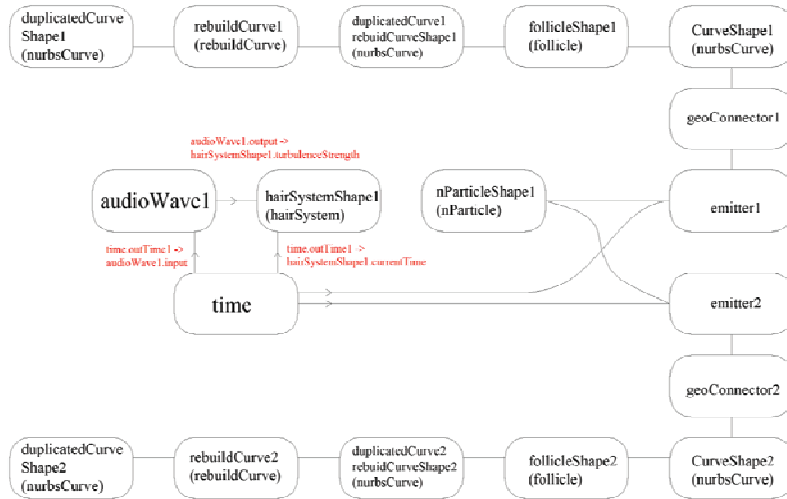 duplicatedCurve
Shape1
(nurbsCurve)
rebuildCurve1
(rebuildCurve)
duplicatedCurve1
rebuidCurveShape1
(nurbsCurve)
follicleShape1
(follicle)
CurveShape1
(nurbsCurve)
geoConnector1
audioWave1.output ->
hairSystemShape1.turbulenceStrength
audioWave1
hairSystemShape1
(hairSystem)
nParticleShape1
(nParticle)
emitter1
time.outTime1 ->
audioWave1.input
time.outTime1 ->
hairSystemShape1.currentTime
time
emitter2
geoConnector2
duplicatedCurve
Shape2
(nurbsCurve)
rebuildCurve2
(rebuildCurve)
duplicatedCurve2
rebuidCurveShape2
(nurbsCurve)
follicleShape2
(follicle)
CurveShape2
(nurbsCurve)